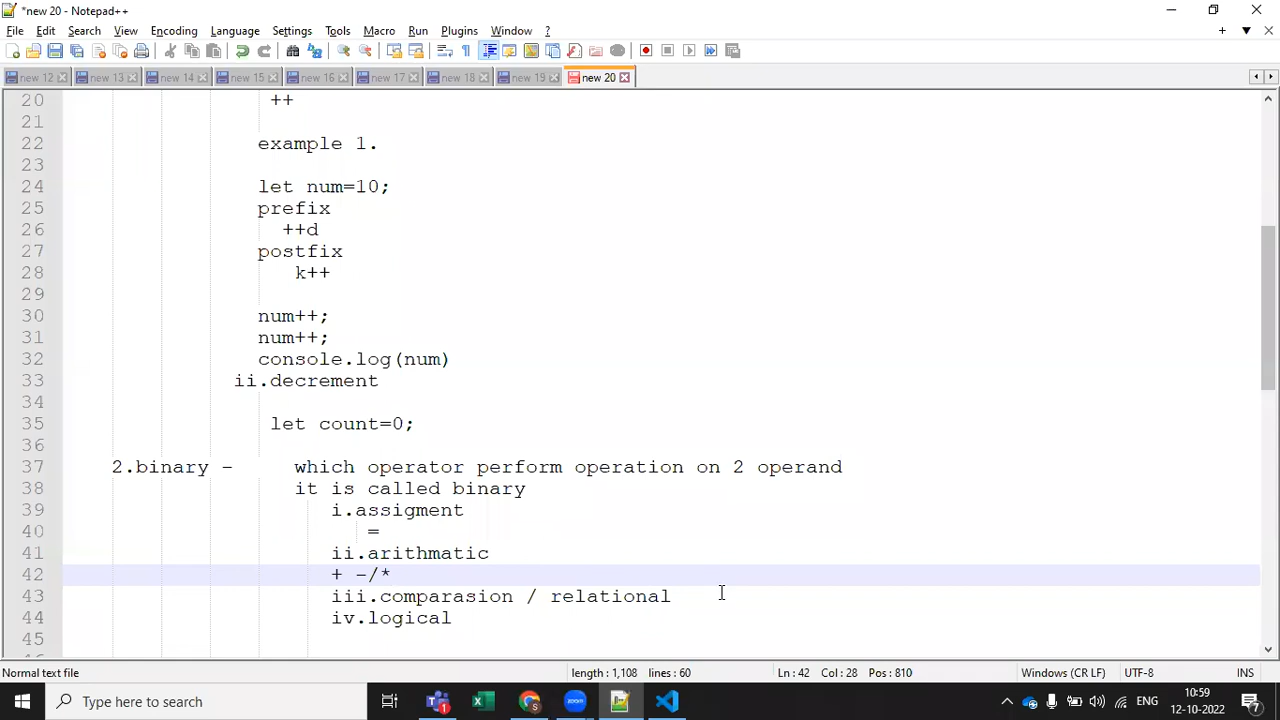 *new 20 - Notepad++
File Edit Search View Encoding Language Settings Tools Macro Run Plugins Window ?
new 12 new 13 new 14 new 15 new 16 new 17 new 18 new 19 new 20
20 ++
21
22 example 1.
23
24 let num=10;
25 prefix
26 ++d
27 postfix
28 k++
29
30 num++;
31 num++;
32 console.log(num)
33 ii.decrement
34
35 let count=0;
36
37 2.binary - which operator perform operation on 2 operand
38 it is called binary
39 i.assigment
40 =
41 ii.arithmatic
42 + -/*
43 iii.comparasion / relational
44 iv.logical
45
Normal text file length : 1,108 lines : 60 Ln : 42 Col : 28 Pos : 810 Windows (CR LF) UTF-8 INS
Type here to search
ENG
10:59
12-10-2022